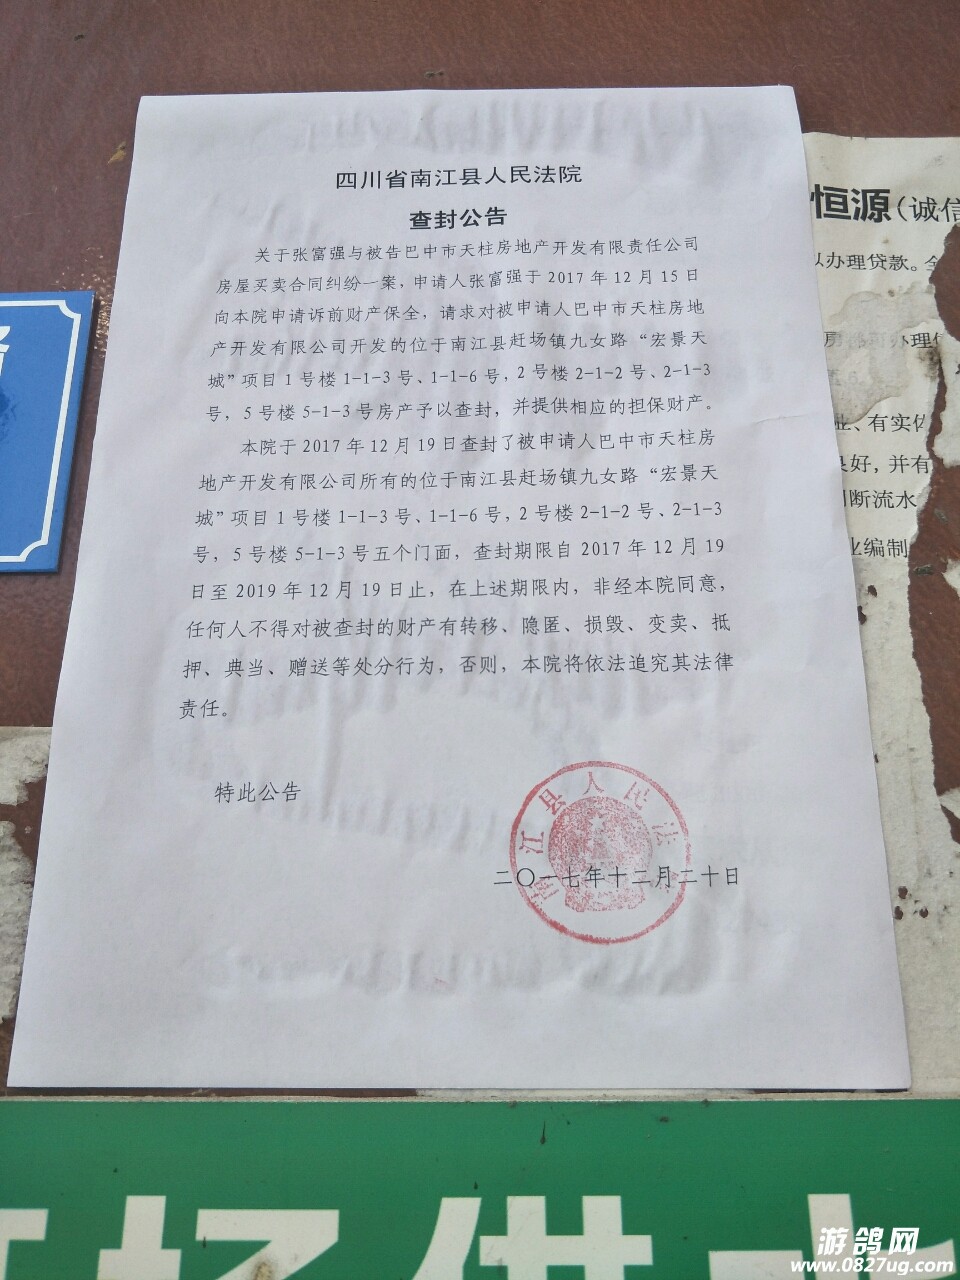 四川省南江县人民法院
查封公告
关于张富强与被告巴中市天柱房地产开发有限责任公司
房屋买卖合同纠纷一案，申请人张富强于2017年12月15日
向本院申请诉前财产保全，请求对被申请人巴中市天柱房地
产开发有限公司开发的位于南江县赶场镇九女路“宏景天
城”项目1号楼1-1-3号、1-1-6号，2号楼2-1-2号、2-1-3
号，5号楼5-1-3号房产予以查封，并提供相应的担保财产。
本院于2017年12月19日查封了被申请人巴中市天柱房
地产开发有限公司所有的位于南江县赶场镇九女路“宏景天
城”项目1号楼1-1-3号、1-1-6号，2号楼2-1-2号、2-1-3
号，5号楼5-1-3号五个门面，查封期限自2017年12月19
日至2019年12月19日止，在上述期限内，非经本院同意，
任何人不得对被查封的财产有转移、隐匿、损毁、变卖、抵
押、典当、赠送等处分行为，否则，本院将依法追究其法律
责任。
特此公告
南江县人民法院
二〇一七年十二月二十日
恒源（诚信
以办理贷款。
办理
、有实体
良好，并有
断流水
业编制
游鸽网
www.0827ug.com